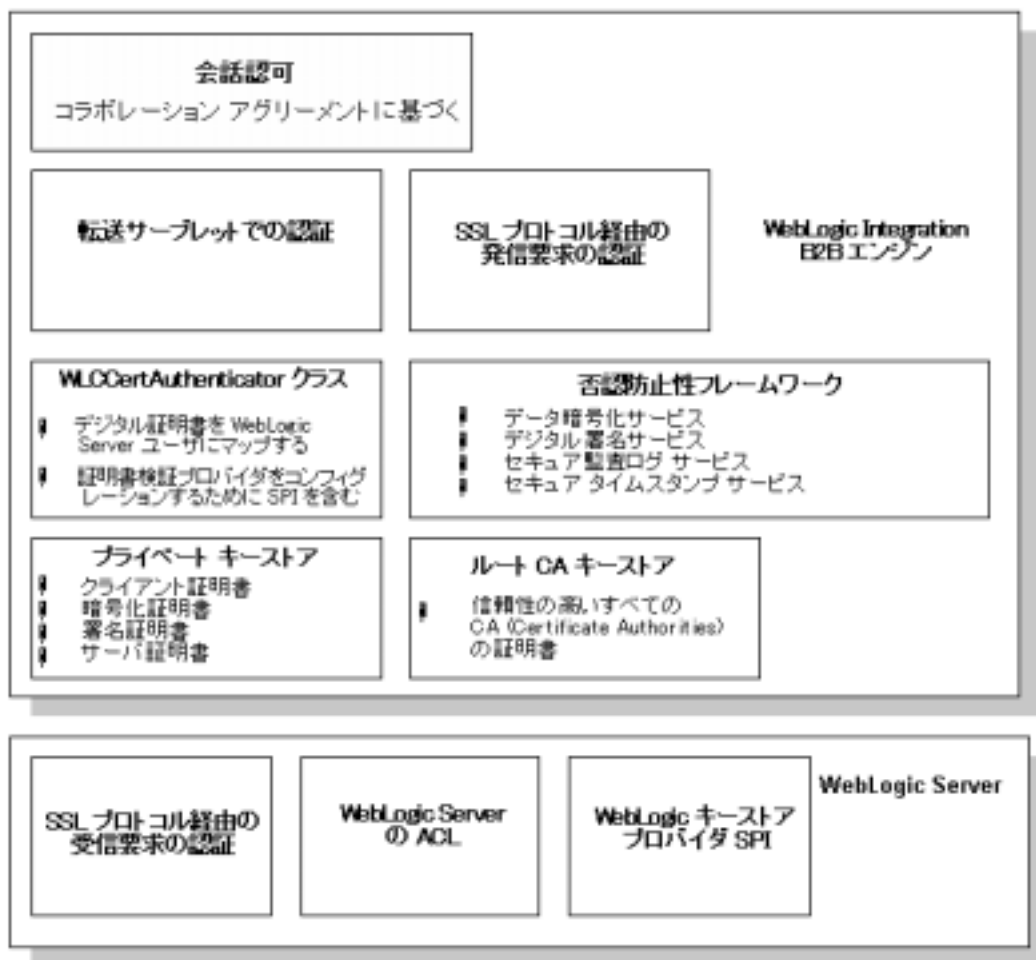 会話認可
コラボレーション アグリーメントに基づく
転送サーブレットでの認証
SSL プロトコル経由の
発信要求の認証
WebLogic Integration
B2B エンジン
WLCCertAuthenticator クラス
デジタル証明書を WebLogic
Server ユーザにマップする
証明書検証プロバイダをコンフィグ
レーションするために SPI を含む
否認防止性フレームワーク
データ暗号化サービス
デジタル 署名サービス
セキュア 監査ログ サービス
セキュア タイムスタンプ サービス
プライベート キーストア
クライアント証明書
暗号化証明書
署名証明書
サーバ証明書
ルート CA キーストア
信頼性の高いすべての
CA (Certificate Authorities)
の証明書
WebLogic Server
SSL プロトコル経由の
受信要求の認証
WebLogic Server
の ACL
WebLogic キーストア
プロバイダ SPI